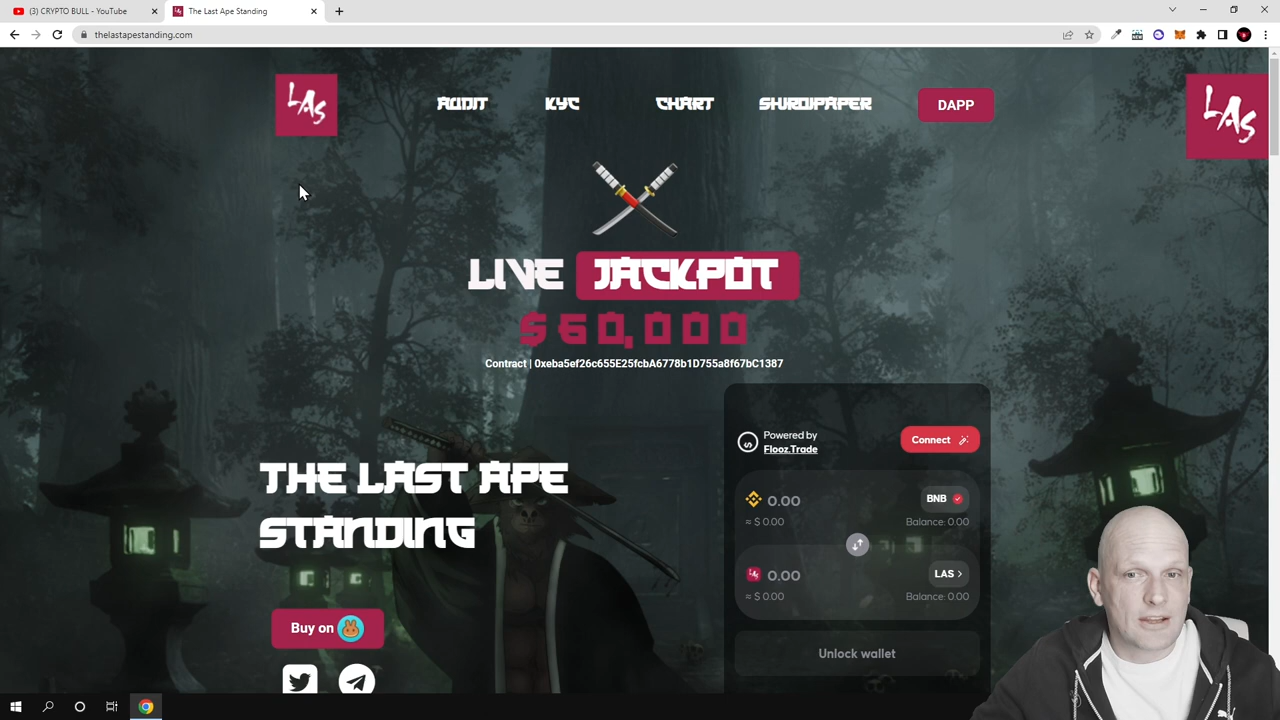 (3) CRYPTO BULL - YouTube
The Last Ape Standing
thelastapestanding.com
LAS
AUDIT
KYC
CHART
SHIROPAPER
DAPP
LAS
LIVE JACKPOT
$60,000
Contract | 0xeba5ef26c655E25fcbA6778b1D755a8f67bC1387
Powered by
Flooz.Trade
Connect
0.00
BNB
≈ $ 0.00
Balance: 0.00
0.00
LAS >
≈ $ 0.00
Balance: 0.00
Unlock wallet
THE LAST APE
STANDING
Buy on